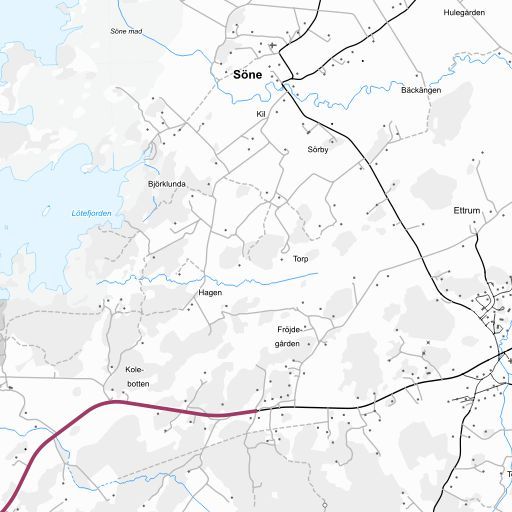 Hulegården
Söne mad
Söne
Bäckängen
Kil
Sörby
Björklunda
Lötefjorden
Ettrum
Torp
Hagen
Fröjde-
gården
Kole-
botten